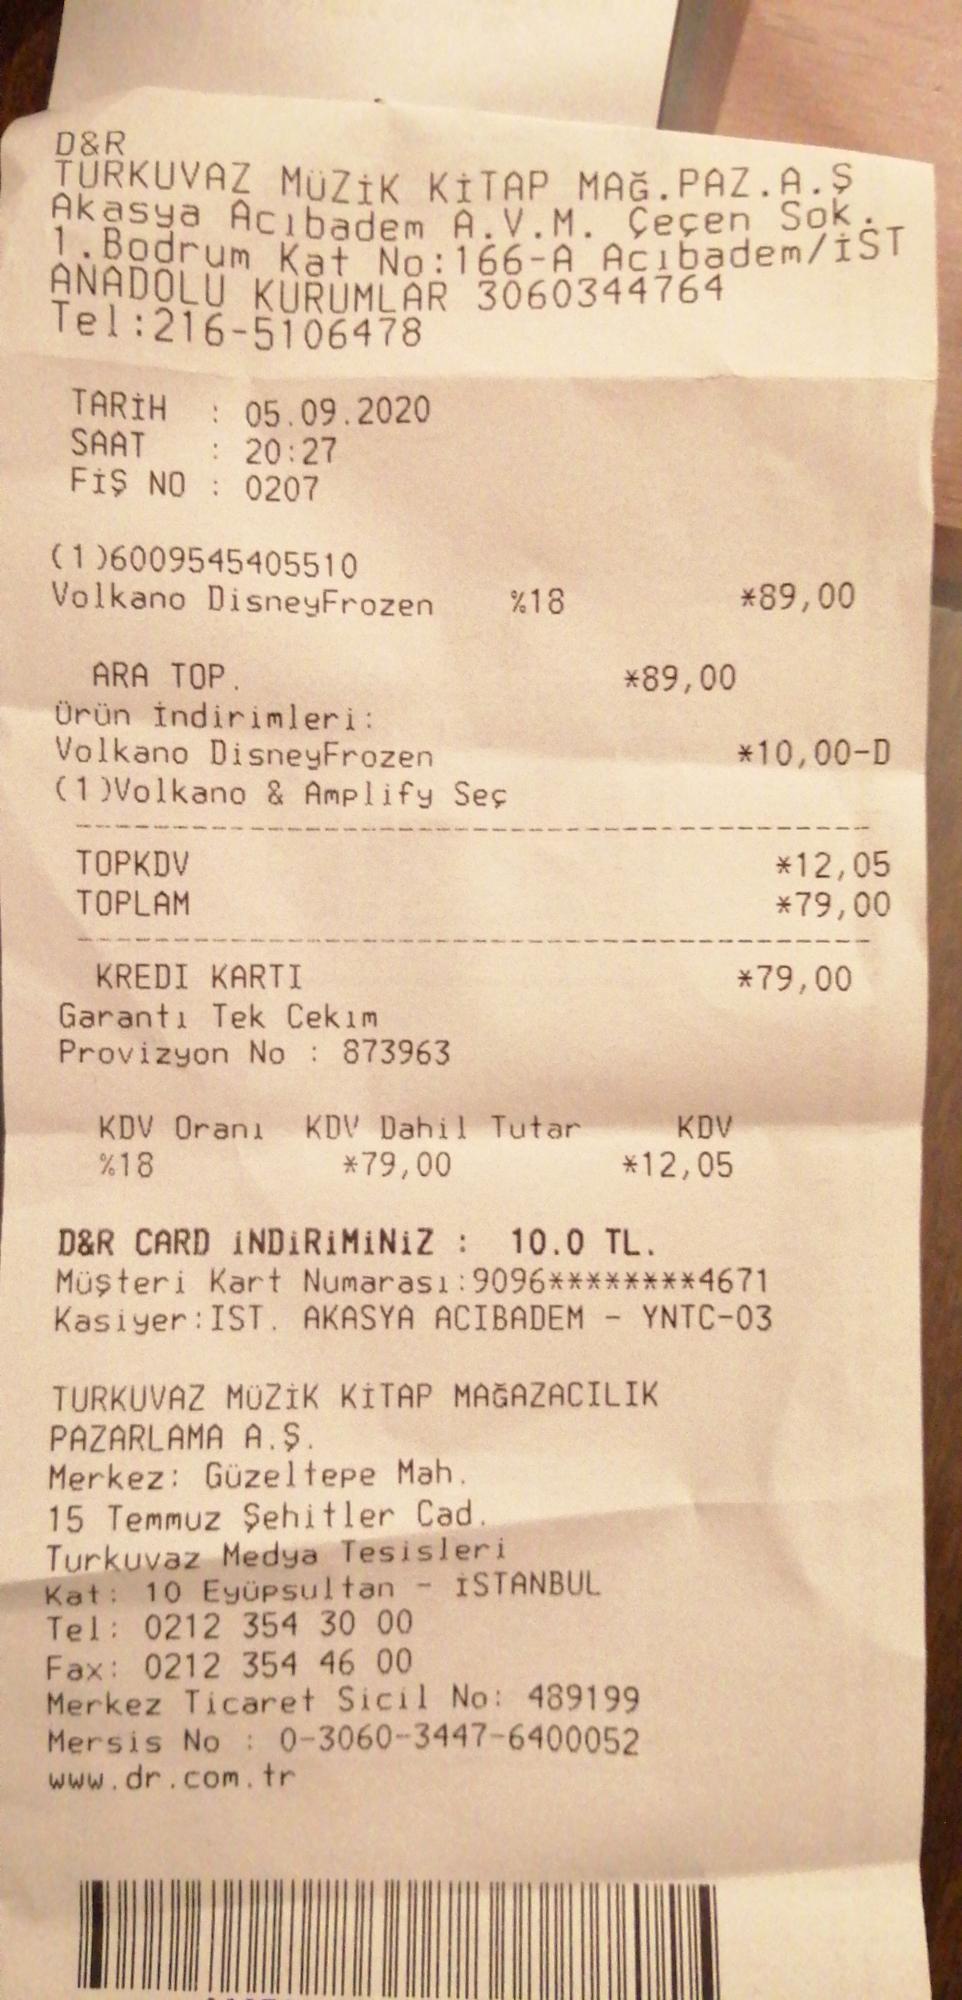 D&R
TURKUVAZ MÜZİK KİTAP MAĞ.PAZ.A.Ş
Akasya Acıbadem A.V.M. Çeçen Sok.
1.Bodrum Kat No:166-A Acıbadem/İST
ANADOLU KURUMLAR 3060344764
Tel:216-5106478
TARİH : 05.09.2020
SAAT : 20:27
FİŞ NO : 0207
(1)6009545405510
Volkano DisneyFrozen %18 *89,00
ARA TOP. *89,00
Ürün İndirimleri:
Volkano DisneyFrozen *10,00-D
(1)Volkano & Amplify Seç
TOPKDV *12,05
TOPLAM *79,00
KREDI KARTI *79,00
Garantı Tek Cekım
Provizyon No : 873963
KDV Oranı KDV Dahil Tutar KDV
%18 *79,00 *12,05
D&R CARD İNDİRİMİNİZ : 10.0 TL.
Müşteri Kart Numarası:9096********4671
Kasiyer:IST. AKASYA ACIBADEM - YNTC-03
TURKUVAZ MÜZİK KİTAP MAĞAZACILIK
PAZARLAMA A.Ş.
Merkez: Güzeltepe Mah.
15 Temmuz Şehitler Cad.
Turkuvaz Medya Tesisleri
Kat: 10 Eyüpsultan - İSTANBUL
Tel: 0212 354 30 00
Fax: 0212 354 46 00
Merkez Ticaret Sicil No: 489199
Mersis No : 0-3060-3447-6400052
www.dr.com.tr